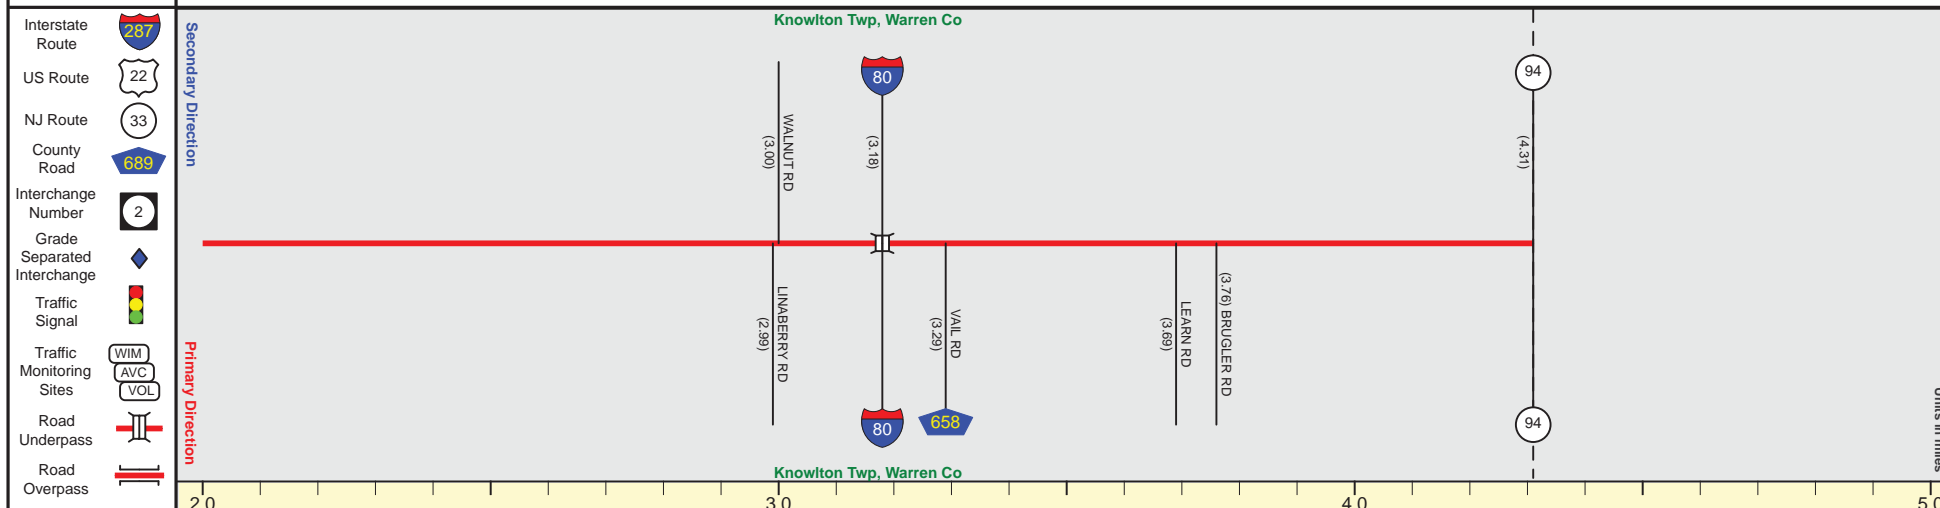 Interstate
Route
287
US Route
22
NJ Route
33
County
Road
689
Interchange
Number
2
Grade
Separated
Interchange
Traffic
Signal
Traffic
Monitoring
Sites
WIM
AVC
VOL
Road
Underpass
Road
Overpass
Secondary Direction
Primary Direction
Knowlton Twp, Warren Co
WALNUT RD
(3.00)
80
(3.18)
94
(4.31)
LINABERRY RD
(2.99)
80
VAIL RD
(3.29)
658
LEARN RD
(3.69)
(3.76) BRUGLER RD
94
Knowlton Twp, Warren Co
Units in miles
2.0
3.0
4.0
5.0